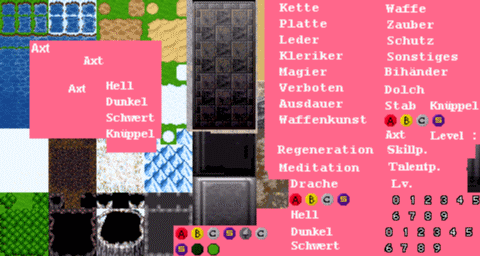 Axt
Axt
Axt Hell
Dunkel
Schwert
Knüppel
Kette Waffe
Platte Zauber
Leder Schutz
Kleriker Sonstiges
Magier Bihänder
Verboten Dolch
Ausdauer Stab Knüppel
Waffenkunst A B C S
Axt Level :
Regeneration Skillp.
Meditation Talentp.
Drache Lv.
A B C S 0 1 2 3 4 5
Hell 6 7 8 9
Dunkel 0 1 2 3 4 5
Schwert 6 7 8 9
A B C S C
S